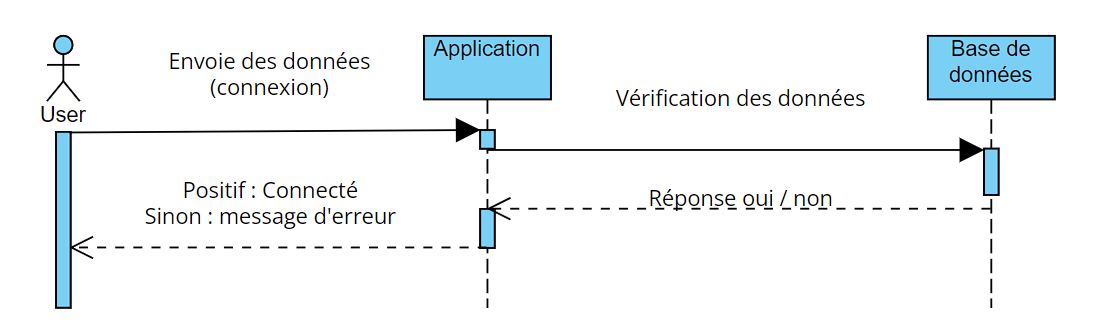 Application
Base de
données
Envoie des données
(connexion)
User
Vérification des données
Positif : Connecté
Sinon : message d'erreur
Réponse oui / non